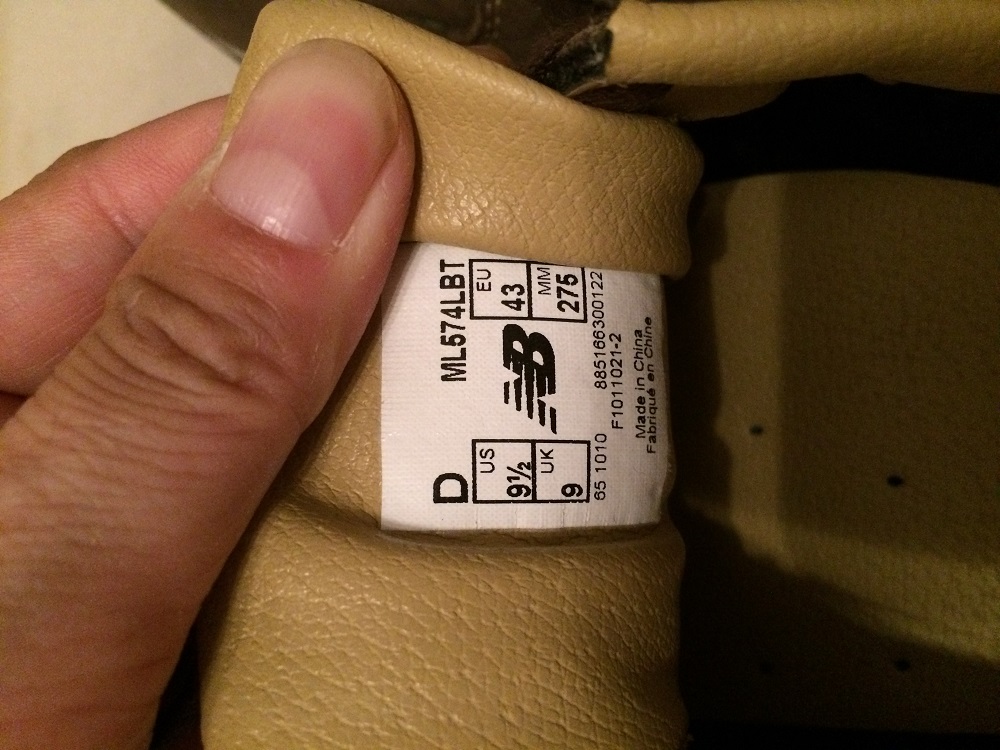 D ML574LBT
US 9½ EU 43
UK 9 MM 275
65 1010 885166300122
F1011021-2
Made in China
Fabriqué en Chine